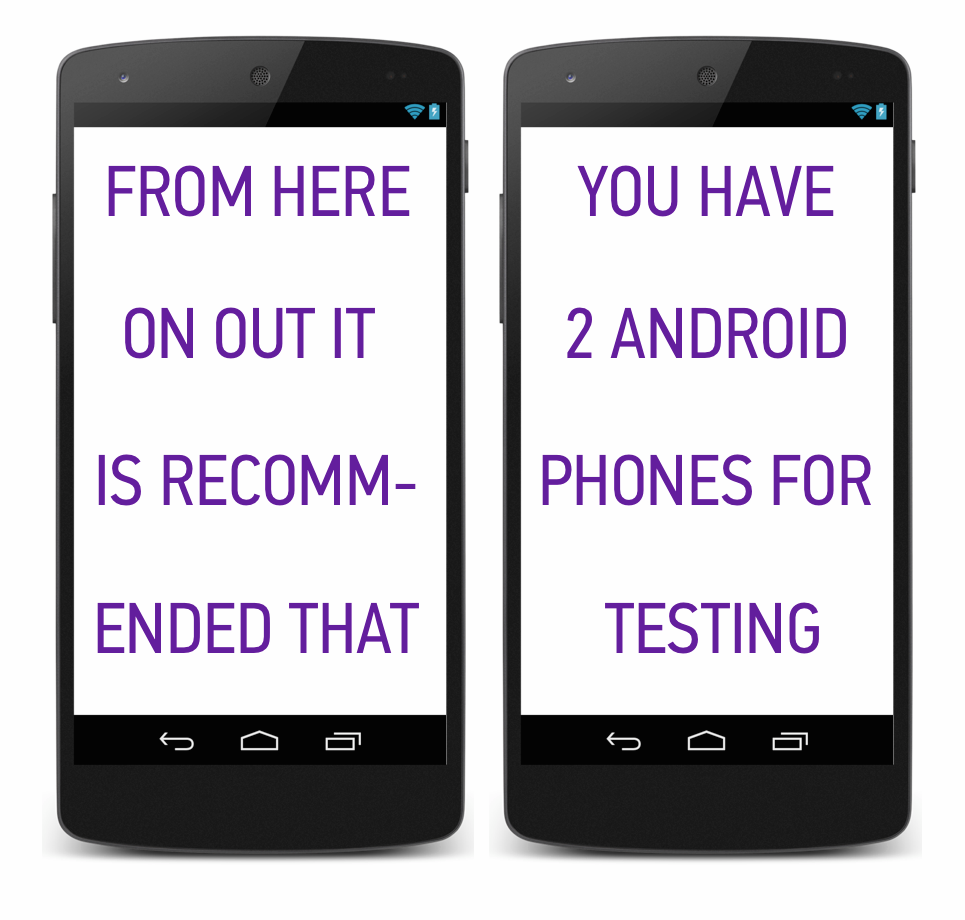 FROM HERE
ON OUT IT
IS RECOMM-
ENDED THAT
YOU HAVE
2 ANDROID
PHONES FOR
TESTING